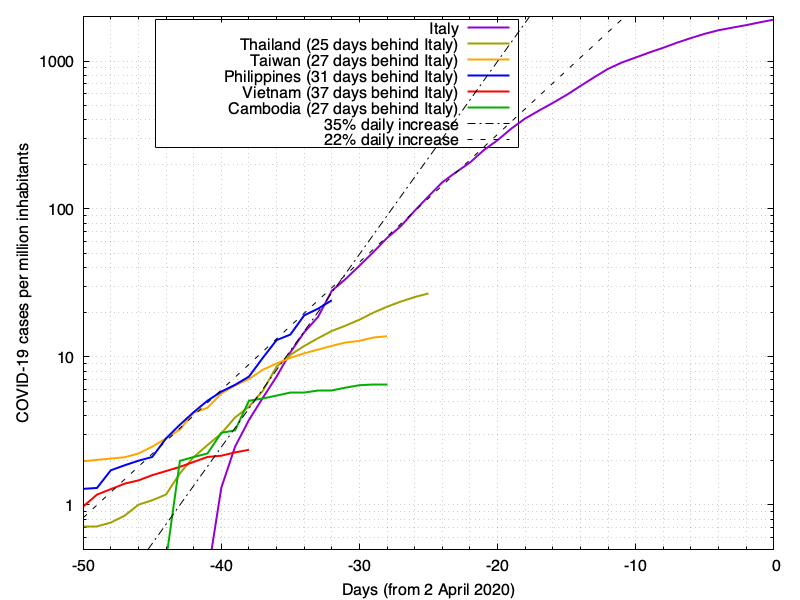 Italy
Thailand (25 days behind Italy)
Taiwan (27 days behind Italy)
Philippines (31 days behind Italy)
Vietnam (37 days behind Italy)
Cambodia (27 days behind Italy)
35% daily increase
22% daily increase
1000
100
10
1
COVID-19 cases per million inhabitants
-50
-40
-30
-20
-10
0
Days (from 2 April 2020)